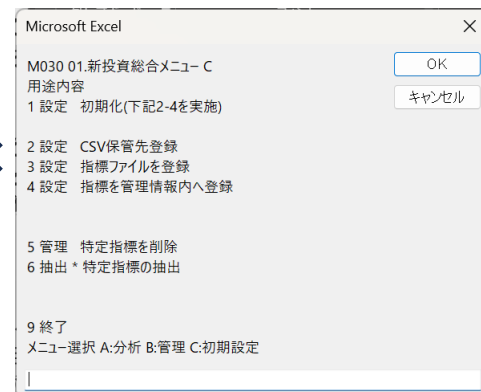 Microsoft Excel
M030 01.新投資総合メニュー C
用途内容
1 設定 初期化(下記2-4を実施)
2 設定 CSV保管先登録
3 設定 指標ファイルを登録
4 設定 指標を管理情報内へ登録
5 管理 特定指標を削除
6 抽出 * 特定指標の抽出
9 終了
メニュー選択 A:分析 B:管理 C:初期設定
OK
キャンセル